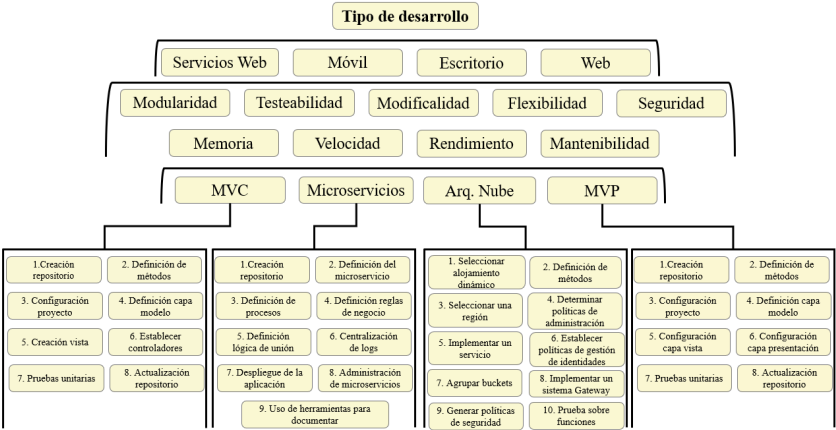 Tipo de desarrollo
Servicios Web
Móvil
Escritorio
Web
Modularidad
Testeabilidad
Modificalidad
Flexibilidad
Seguridad
Memoria
Velocidad
Rendimiento
Mantenibilidad
MVC
Microservicios
Arq. Nube
MVP
1.Creación
repositorio
2. Definición de
métodos
3. Configuración
proyecto
4. Definición capa
modelo
5. Creación vista
6. Establecer
controladores
7. Pruebas unitarias
8. Actualización
repositorio
1.Creación
repositorio
2. Definición del
microservicio
3. Definición de
procesos
4. Definición reglas
de negocio
5. Definición
lógica de unión
6. Centralización
de logs
7. Despliegue de la
aplicación
8. Administración
de microservicios
9. Uso de herramientas para
documentar
1. Seleccionar
alojamiento
dinámico
2. Definición de
métodos
3. Seleccionar una
región
4. Determinar
políticas de
administración
5. Implementar un
servicio
6. Establecer
políticas de gestión
de identidades
7. Agrupar buckets
8. Implementar un
sistema Gateway
9. Generar políticas
de seguridad
10. Prueba sobre
funciones
1.Creación
repositorio
2. Definición de
métodos
3. Configuración
proyecto
4. Definición capa
modelo
5. Configuración
capa vista
6. Configuración
capa presentación
7. Pruebas unitarias
8. Actualización
repositorio